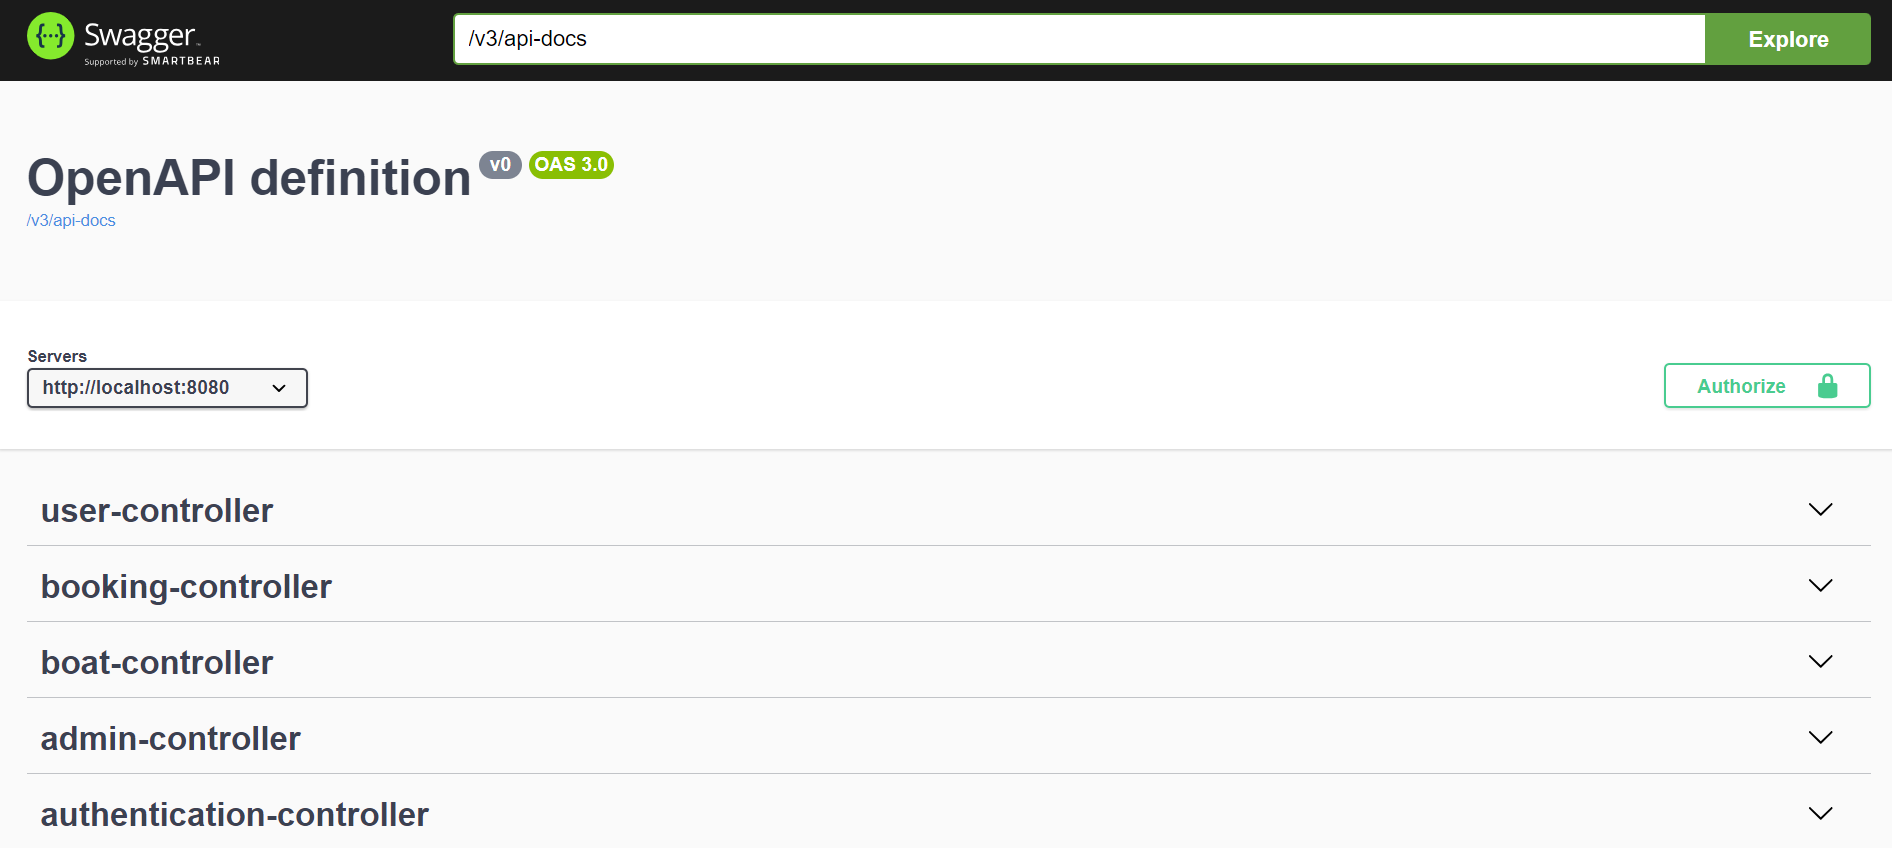 Swagger
Supported by SMARTBEAR
/v3/api-docs
Explore
OpenAPI definition v0 OAS 3.0
/v3/api-docs
Servers
http://localhost:8080
Authorize
user-controller
booking-controller
boat-controller
admin-controller
authentication-controller